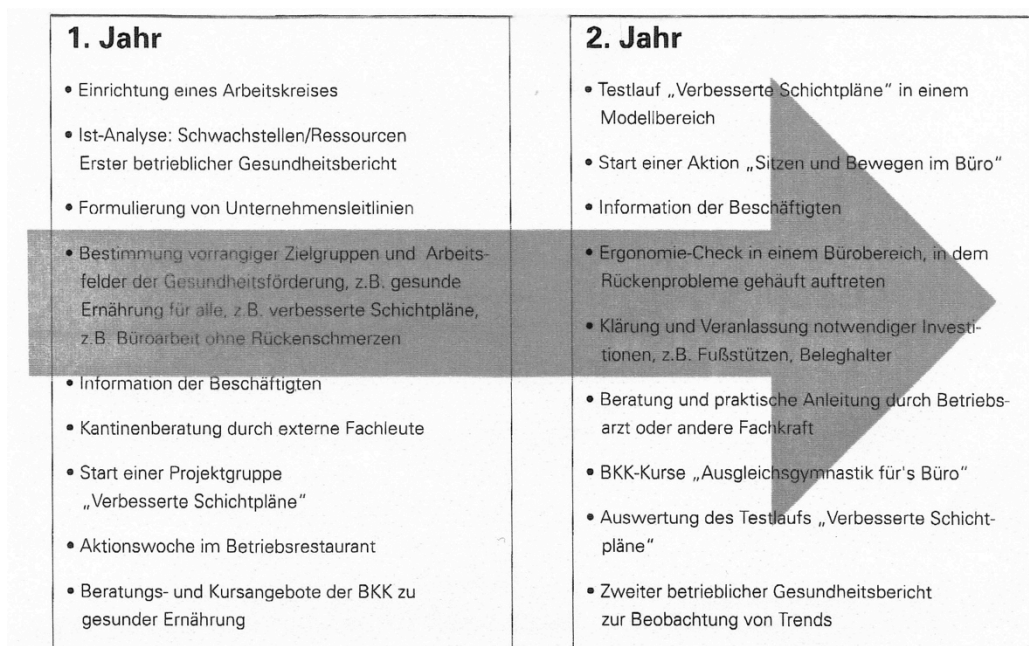 1. Jahr
• Einrichtung eines Arbeitskreises
• Ist-Analyse: Schwachstellen/Ressourcen
Erster betrieblicher Gesundheitsbericht
• Formulierung von Unternehmensleitlinien
• Bestimmung vorrangiger Zielgruppen und Arbeits-
felder der Gesundheitsförderung, z.B. gesunde
Ernährung für alle, z.B. verbesserte Schichtpläne,
z.B. Büroarbeit ohne Rückenschmerzen
• Information der Beschäftigten
• Kantinenberatung durch externe Fachleute
• Start einer Projektgruppe
„Verbesserte Schichtpläne"
• Aktionswoche im Betriebsrestaurant
• Beratungs- und Kursangebote der BKK zu
gesunder Ernährung
2. Jahr
• Testlauf „Verbesserte Schichtpläne" in einem
Modellbereich
• Start einer Aktion „Sitzen und Bewegen im Büro"
• Information der Beschäftigten
• Ergonomie-Check in einem Bürobereich, in dem
Rückenprobleme gehäuft auftreten
• Klärung und Veranlassung notwendiger Investi-
tionen, z.B. Fußstützen, Beleghalter
• Beratung und praktische Anleitung durch Betriebs-
arzt oder andere Fachkraft
• BKK-Kurse „Ausgleichsgymnastik für's Büro"
• Auswertung des Testlaufs „Verbesserte Schicht-
pläne"
• Zweiter betrieblicher Gesundheitsbericht
zur Beobachtung von Trends